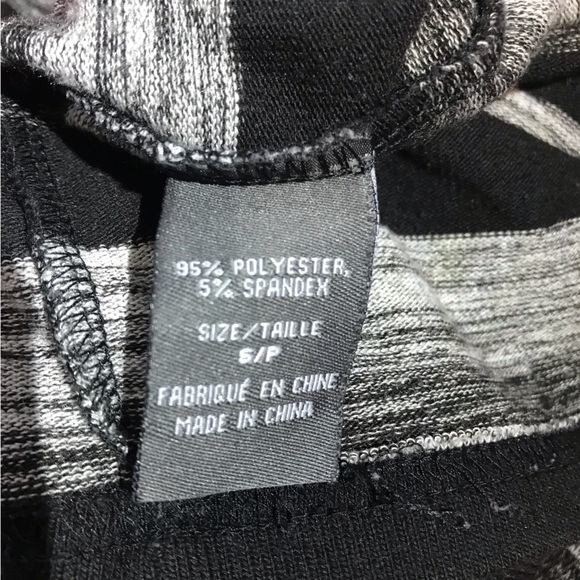 95% POLYESTER,
5% SPANDEX
SIZE/TAILLE
S/P
FABRIQUÉ EN CHINE
MADE IN CHINA